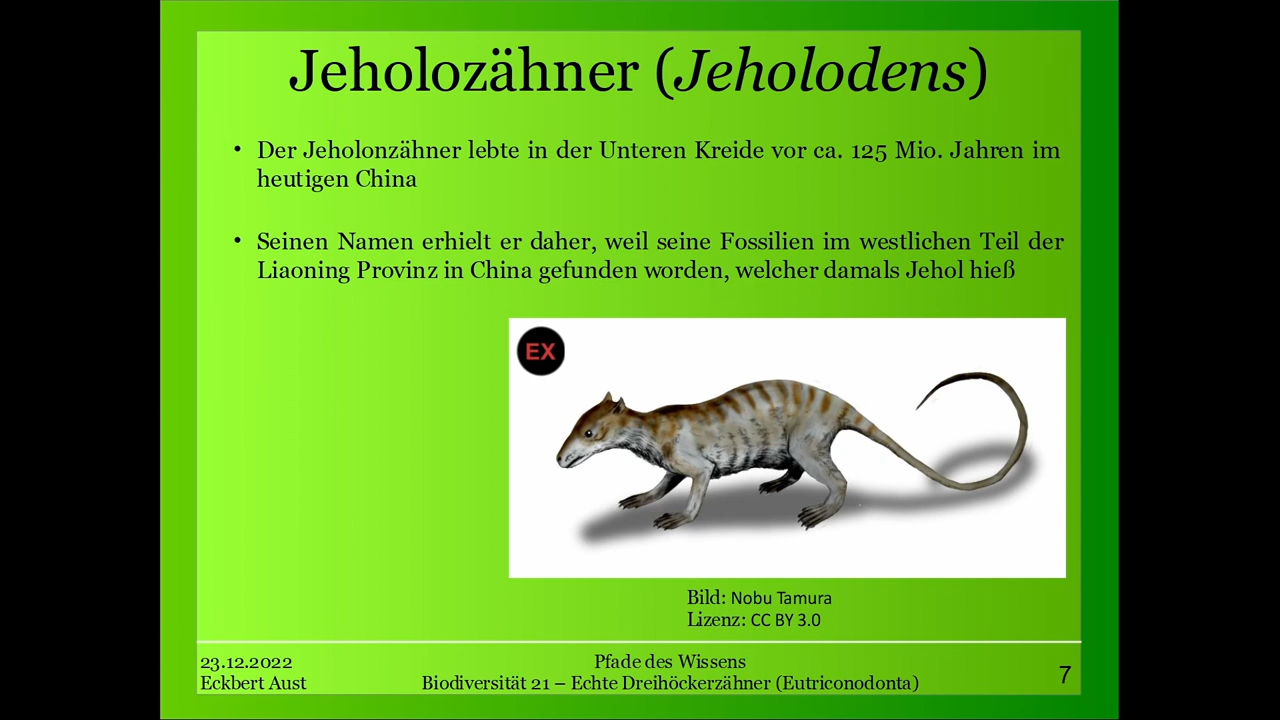 Jeholozähner (Jeholodens)
• Der Jeholonzähner lebte in der Unteren Kreide vor ca. 125 Mio. Jahren im
heutigen China
• Seinen Namen erhielt er daher, weil seine Fossilien im westlichen Teil der
Liaoning Provinz in China gefunden worden, welcher damals Jehol hieß
EX
Bild: Nobu Tamura
Lizenz: CC BY 3.0
23.12.2022
Eckbert Aust
Pfade des Wissens
Biodiversität 21 – Echte Dreihöckerzähner (Eutriconodonta)
7